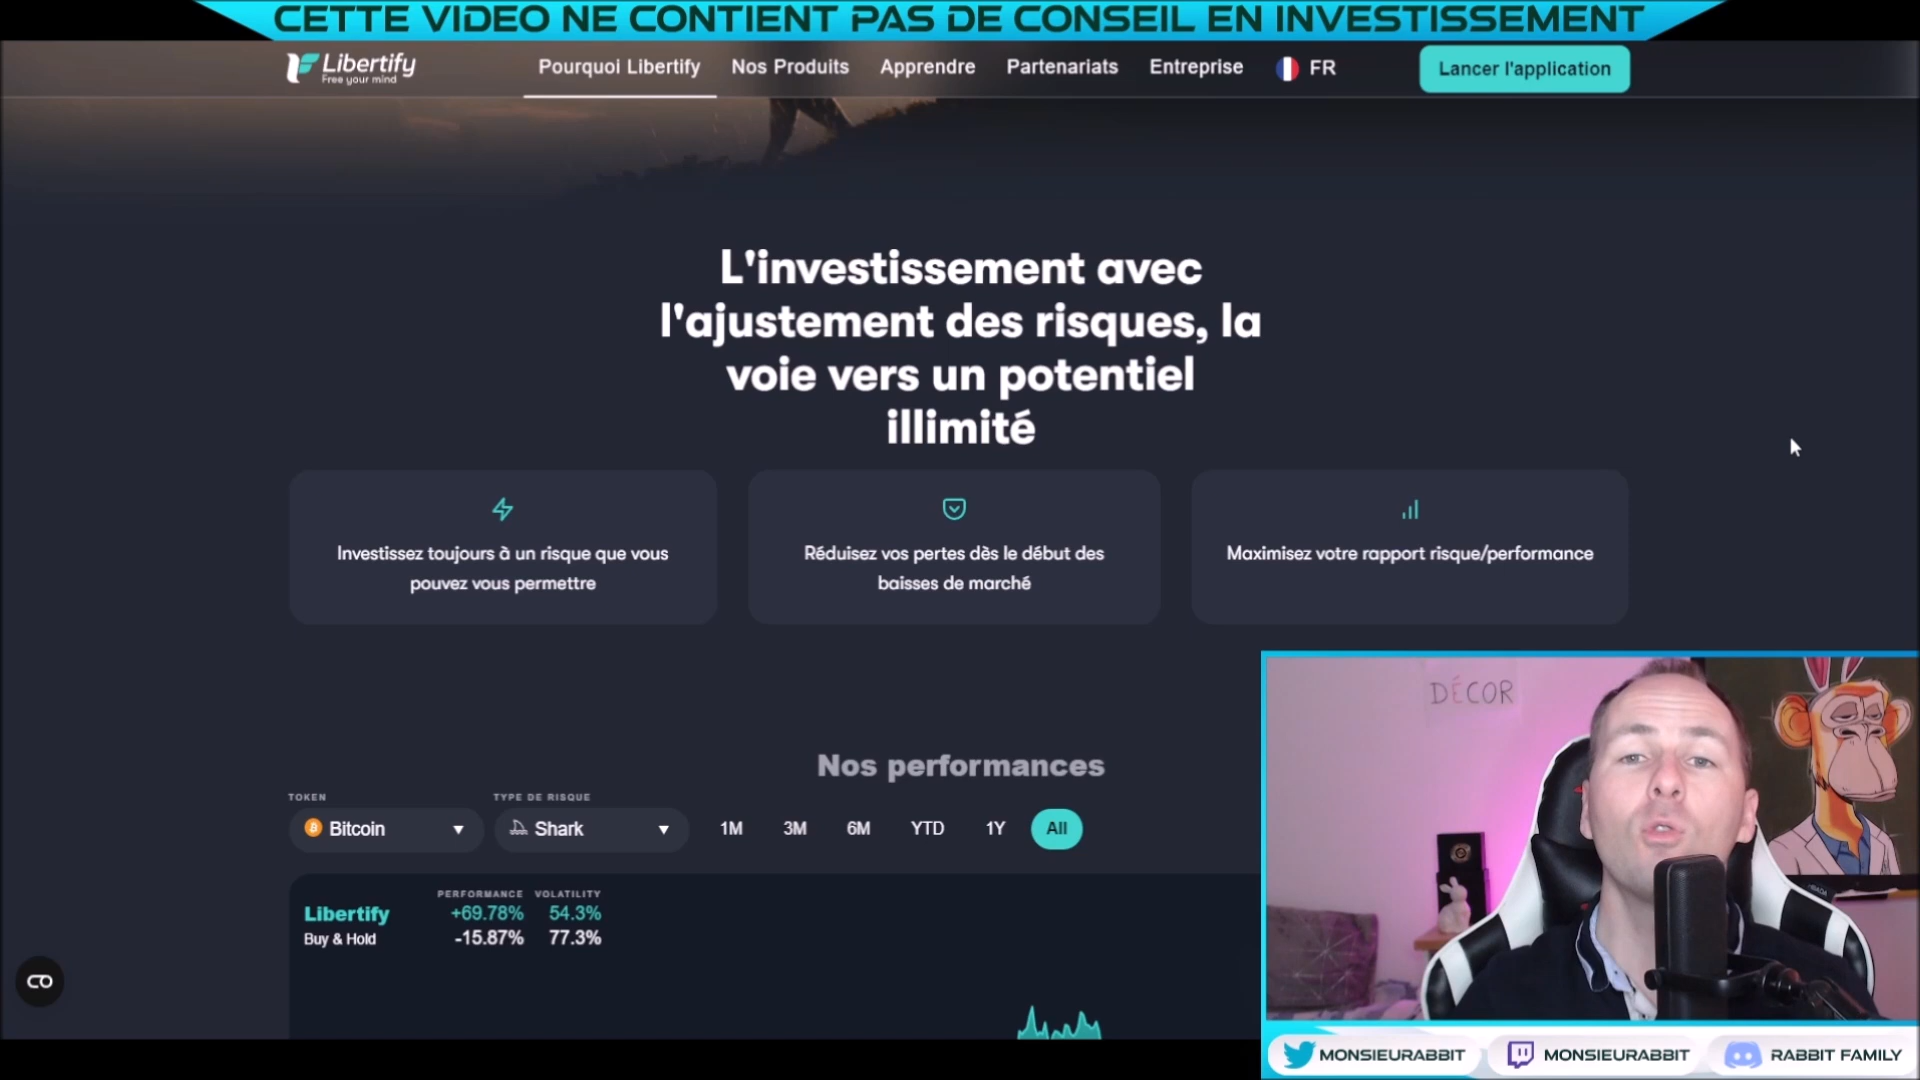 CETTE VIDEO NE CONTIENT PAS DE CONSEIL EN INVESTISSEMENT
Libertify
Free your mind
Pourquoi Libertify
Nos Produits
Apprendre
Partenariats
Entreprise
FR
Lancer l'application
L'investissement avec
l'ajustement des risques, la
voie vers un potentiel
illimité
Investissez toujours à un risque que vous
pouvez vous permettre
Réduisez vos pertes dès le début des
baisses de marché
Maximisez votre rapport risque/performance
Nos performances
TOKEN
TYPE DE RISQUE
Bitcoin
Shark
1M
3M
6M
YTD
1Y
All
PERFORMANCE VOLATILITY
Libertify +69.78% 54.3%
Buy & Hold -15.87% 77.3%
DÉCOR
MONSIEURABBIT
MONSIEURABBIT
RABBIT FAMILY